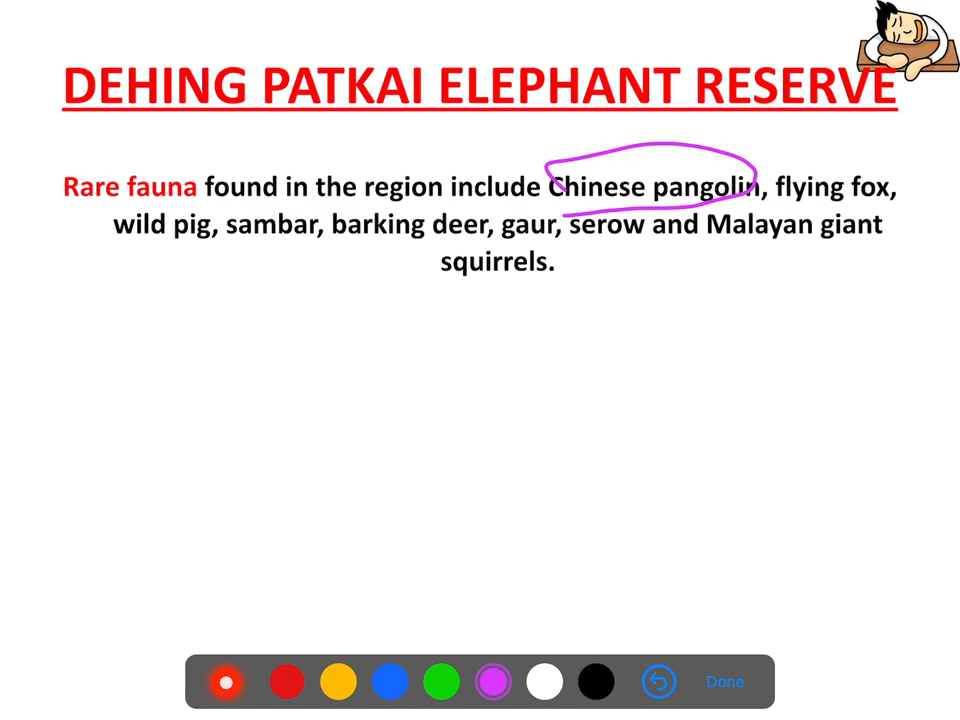 DEHING PATKAI ELEPHANT RESERVE
Rare fauna found in the region include Chinese pangolin, flying fox,
wild pig, sambar, barking deer, gaur, serow and Malayan giant
squirrels.
Done